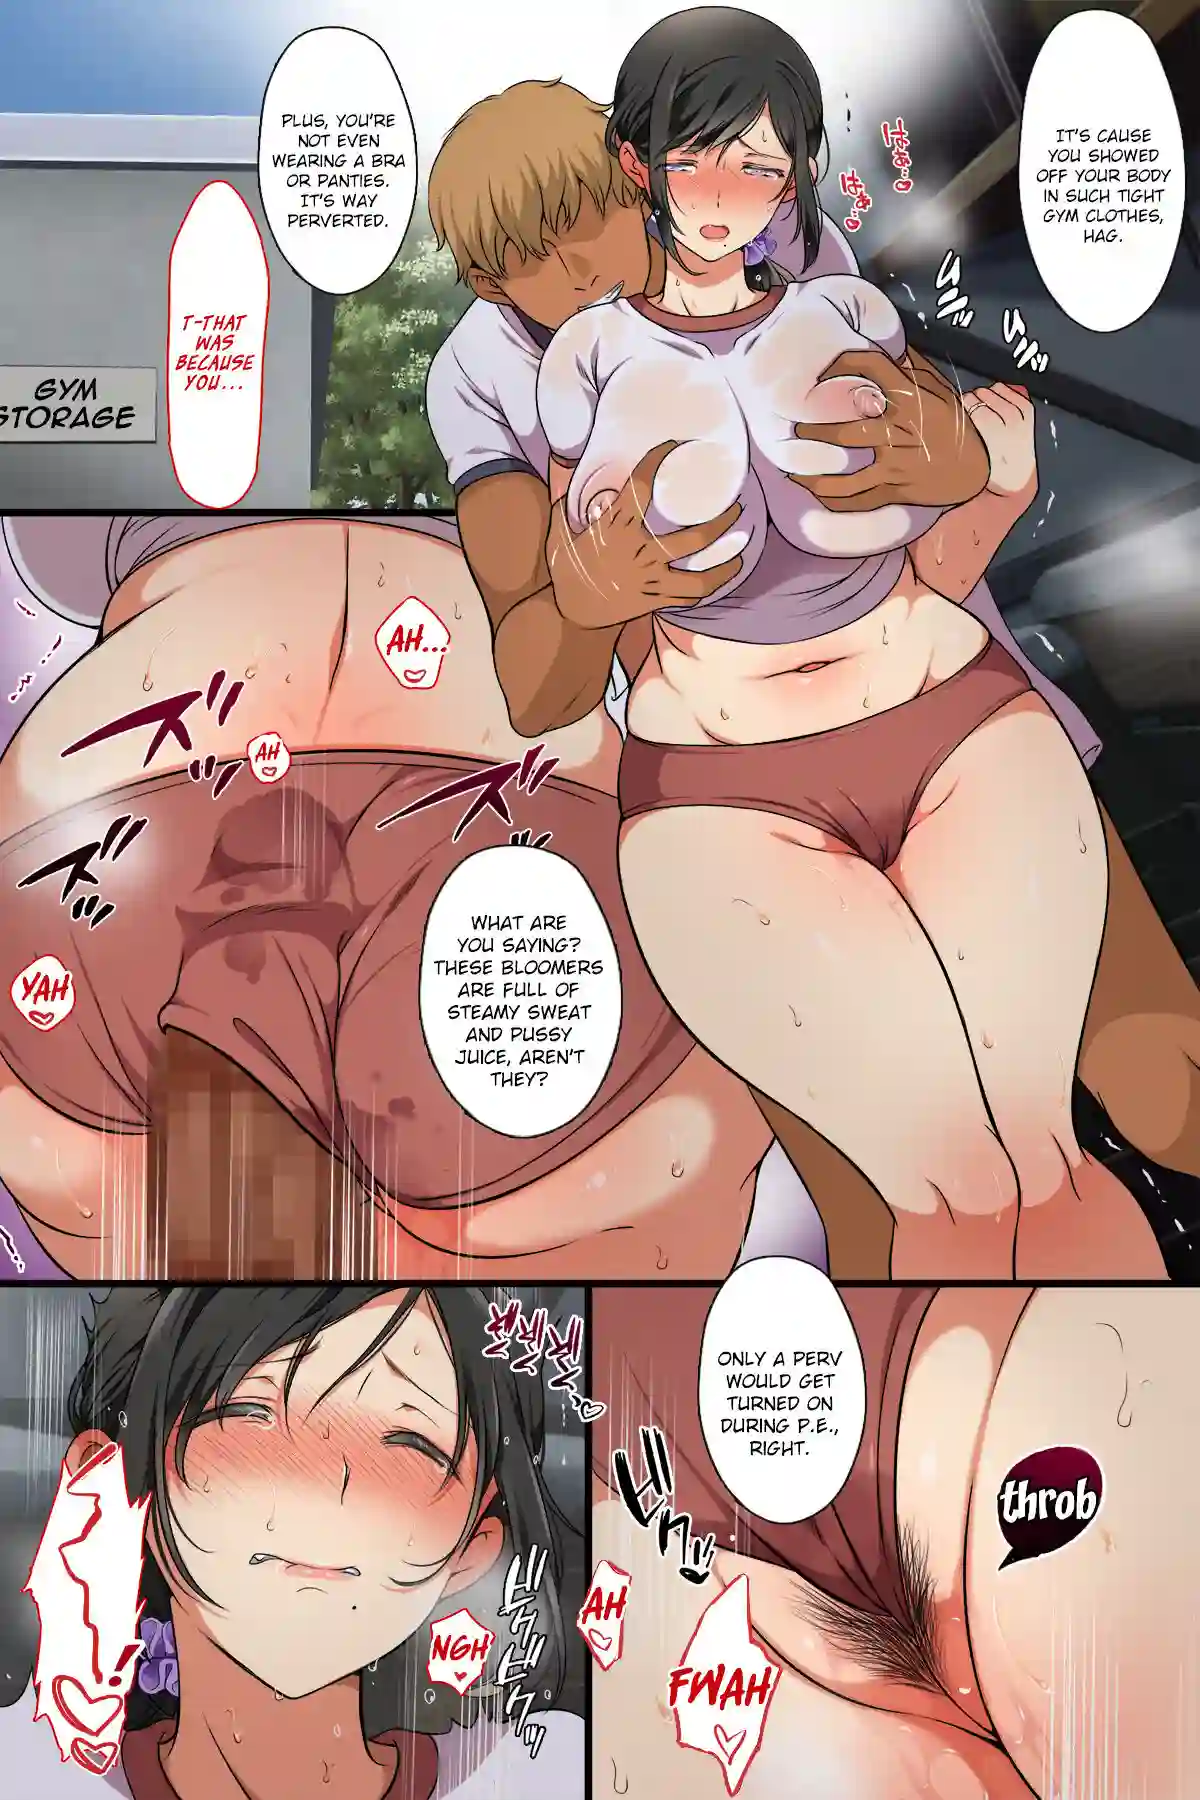 IT'S CAUSE
YOU SHOWED
OFF YOUR BODY
IN SUCH TIGHT
GYM CLOTHES,
HAG.
PLUS, YOU'RE
NOT EVEN
WEARING A BRA
OR PANTIES.
IT'S WAY
PERVERTED.
T-THAT
WAS
BECAUSE
YOU...
GYM
STORAGE
AH...
AH
YAH
WHAT ARE
YOU SAYING?
THESE BLOOMERS
ARE FULL OF
STEAMY SWEAT
AND PUSSY
JUICE, AREN'T
THEY?
ONLY A PERV
WOULD GET
TURNED ON
DURING P.E.,
RIGHT.
throb
AH
FWAH
NGH